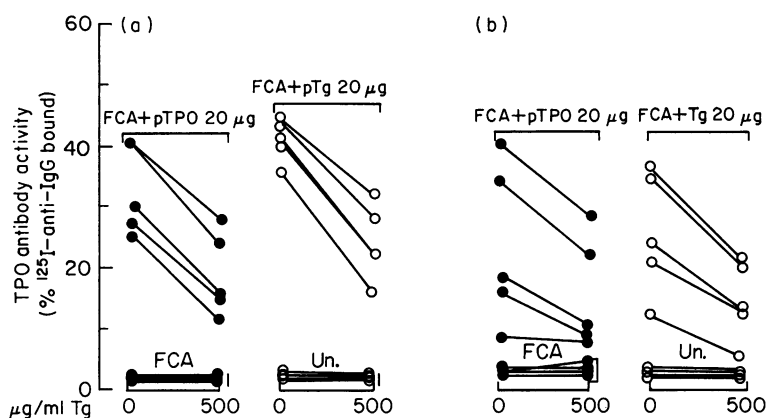 60
(a)
(b)
FCA+pTg 20 μg
FCA+pTPO 20 μg
FCA+pTPO 20 μg
FCA+Tg 20 μg
40
TPO antibody activity
(% ¹²⁵I-anti-IgG bound)
20
FCA
Un.
FCA
Un.
0
μg/ml Tg
0
500
0
500
0
500
0
500